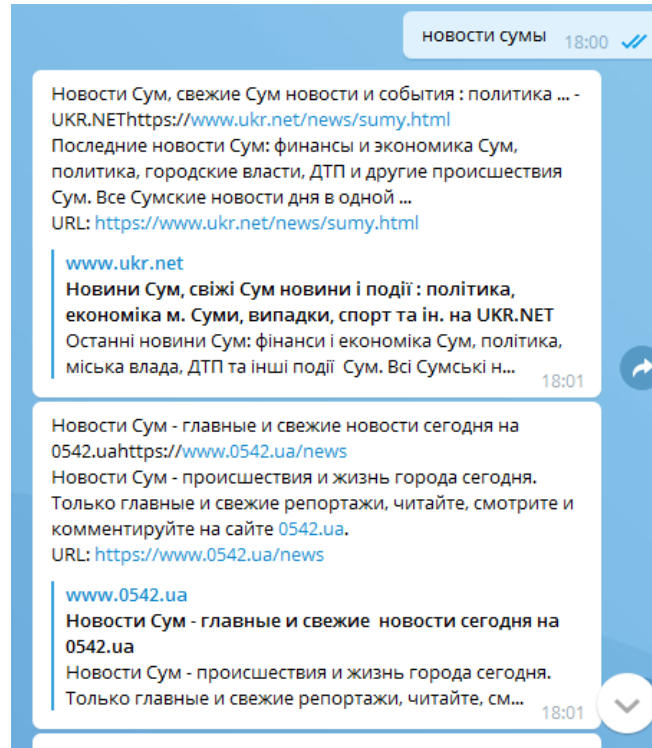 новости сумы 18:00
Новости Сум, свежие Сум новости и события : политика ... -
UKR.NEThttps://www.ukr.net/news/sumy.html
Последние новости Сум: финансы и экономика Сум,
политика, городские власти, ДТП и другие происшествия
Сум. Все Сумские новости дня в одной ...
URL: https://www.ukr.net/news/sumy.html
www.ukr.net
Новини Сум, свіжі Сум новини і події : політика,
економіка м. Суми, випадки, спорт та ін. на UKR.NET
Останні новини Сум: фінанси і економіка Сум, політика,
міська влада, ДТП та інші події Сум. Всі Сумські н...
18:01
Новости Сум - главные и свежие новости сегодня на
0542.uahttps://www.0542.ua/news
Новости Сум - происшествия и жизнь города сегодня.
Только главные и свежие репортажи, читайте, смотрите и
комментируйте на сайте 0542.ua.
URL: https://www.0542.ua/news
www.0542.ua
Новости Сум - главные и свежие новости сегодня на
0542.ua
Новости Сум - происшествия и жизнь города сегодня.
Только главные и свежие репортажи, читайте, см...
18:01